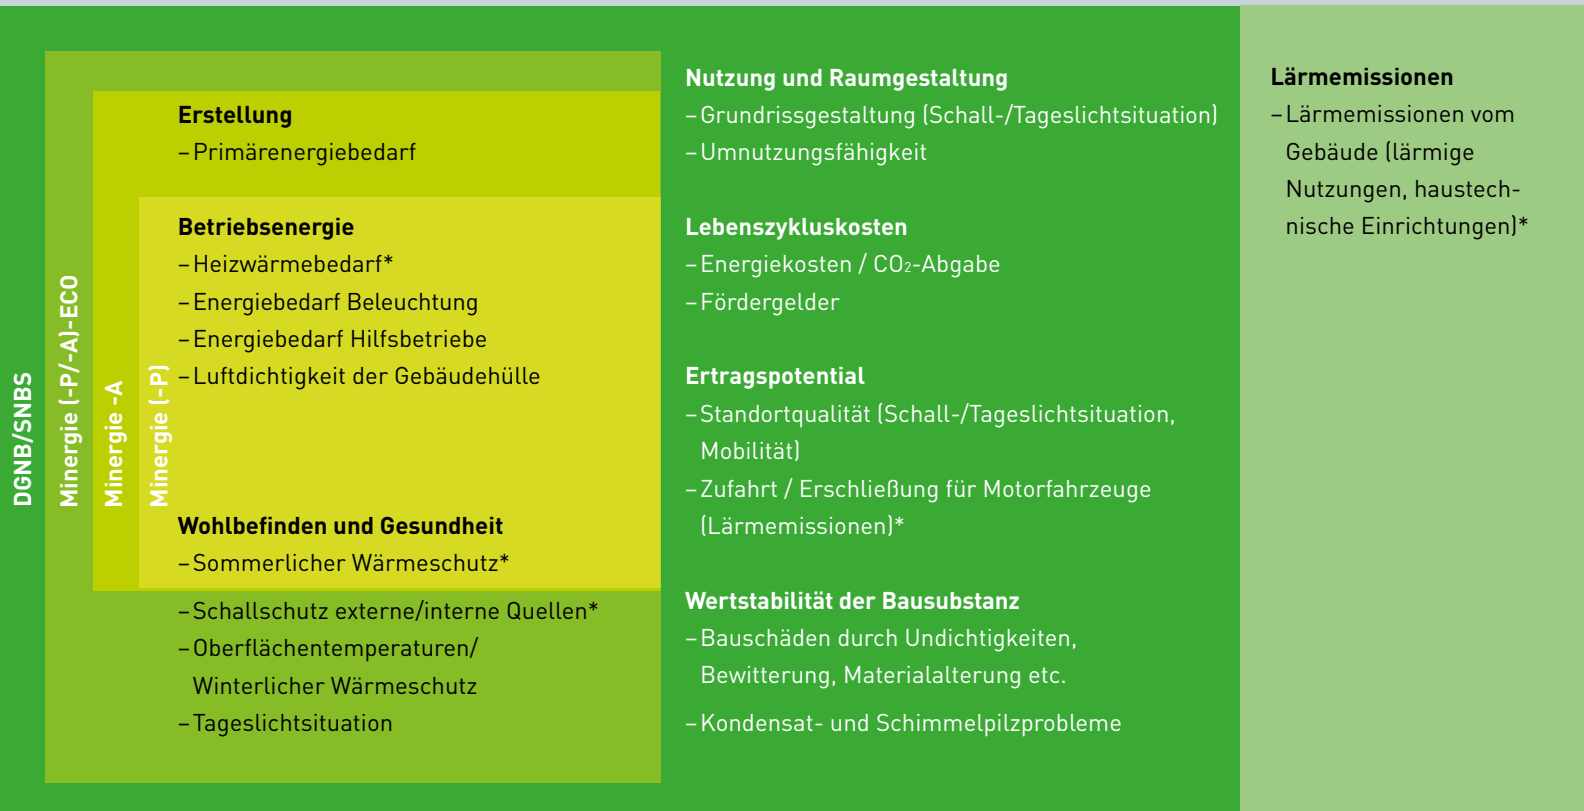 DGNB/SNBS
Minergie (-P/-A)-ECO
Minergie -A
Minergie (-P)
Erstellung
– Primärenergiebedarf
Betriebsenergie
– Heizwärmebedarf*
– Energiebedarf Beleuchtung
– Energiebedarf Hilfsbetriebe
– Luftdichtigkeit der Gebäudehülle
Wohlbefinden und Gesundheit
– Sommerlicher Wärmeschutz*
– Schallschutz externe/interne Quellen*
– Oberflächentemperaturen/
Winterlicher Wärmeschutz
– Tageslichtsituation
Nutzung und Raumgestaltung
– Grundrissgestaltung (Schall-/Tageslichtsituation)
– Umnutzungsfähigkeit
Lebenszykluskosten
– Energiekosten / CO₂-Abgabe
– Fördergelder
Ertragspotential
– Standortqualität (Schall-/Tageslichtsituation,
Mobilität)
– Zufahrt / Erschließung für Motorfahrzeuge
(Lärmemissionen)*
Wertstabilität der Bausubstanz
– Bauschäden durch Undichtigkeiten,
Bewitterung, Materialalterung etc.
– Kondensat- und Schimmelpilzprobleme
Lärmemissionen
– Lärmemissionen vom
Gebäude (lärmige
Nutzungen, haustech-
nische Einrichtungen)*